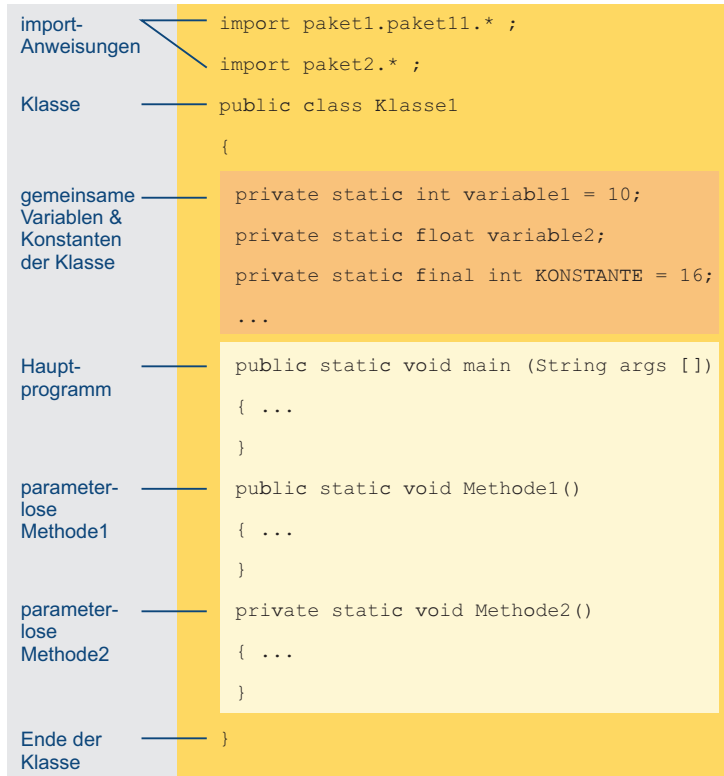 import-
Anweisungen
import paket1.paket11.* ;
import paket2.* ;
Klasse
public class Klasse1
{
gemeinsame
Variablen &
Konstanten
der Klasse
private static int variable1 = 10;
private static float variable2;
private static final int KONSTANTE = 16;
...
Haupt-
programm
public static void main (String args [])
{ ...
}
parameter-
lose
Methode1
public static void Methode1()
{ ...
}
parameter-
lose
Methode2
private static void Methode2()
{ ...
}
Ende der
Klasse
}